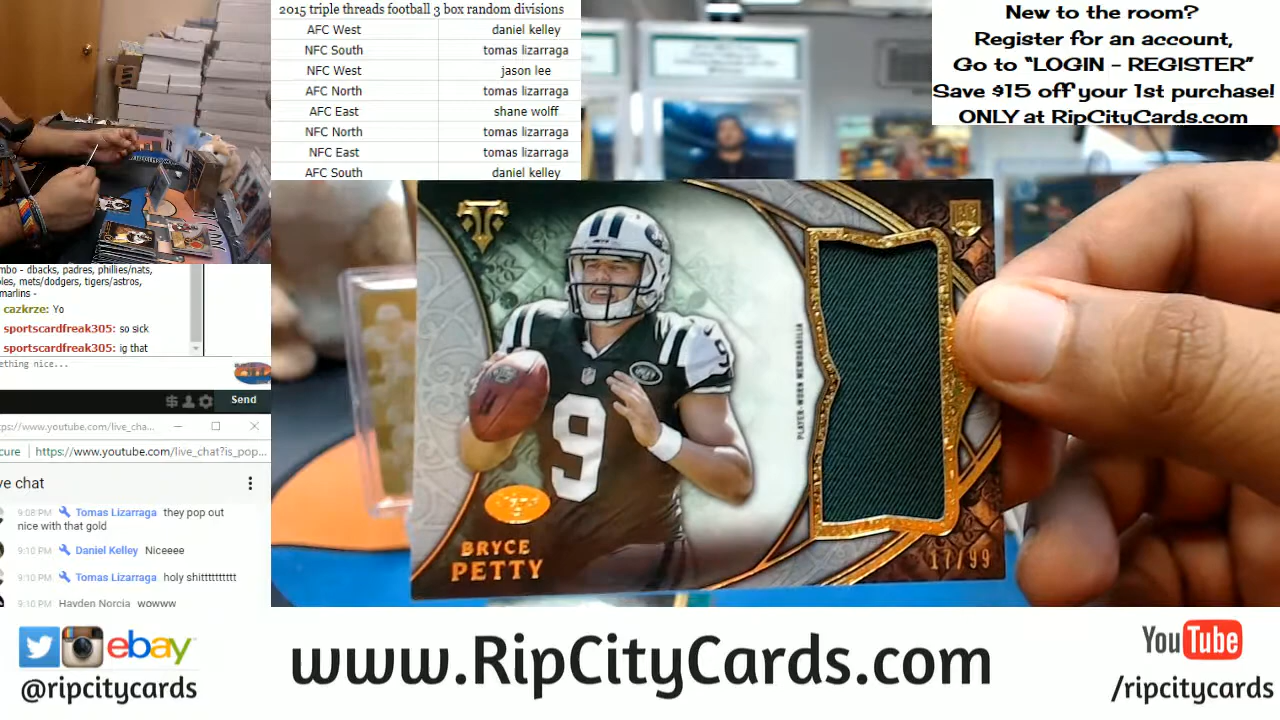 2015 triple threads football 3 box random divisions
AFC West daniel kelley
NFC South tomas lizarraga
NFC West jason lee
AFC North tomas lizarraga
AFC East shane wolff
NFC North tomas lizarraga
NFC East tomas lizarraga
AFC South daniel kelley
New to the room?
Register for an account,
Go to “LOGIN - REGISTER”
Save $15 off your 1st purchase!
ONLY at RipCityCards.com
mbo - dbacks, padres, phillies/nats,
les, mets/dodgers, tigers/astros,
marlins -
cazkrze: Yo
sportscardfreak305: so sick
sportscardfreak305: ig that
ething nice...
Send
ps://www.youtube.com/live_cha...
cure https://www.youtube.com/live_chat?is_pop...
ve chat
9:08 PM Tomas Lizarraga they pop out
nice with that gold
9:10 PM Daniel Kelley Niceeee
9:10 PM Tomas Lizarraga holy shittttttttttt
9:10 PM Hayden Norcia wowww
JETS
9
9
PLAYER-WORN MEMORABILIA
BRYCE
PETTY
17/99
ebay
@ripcitycards
www.RipCityCards.com
YouTube
/ripcitycards